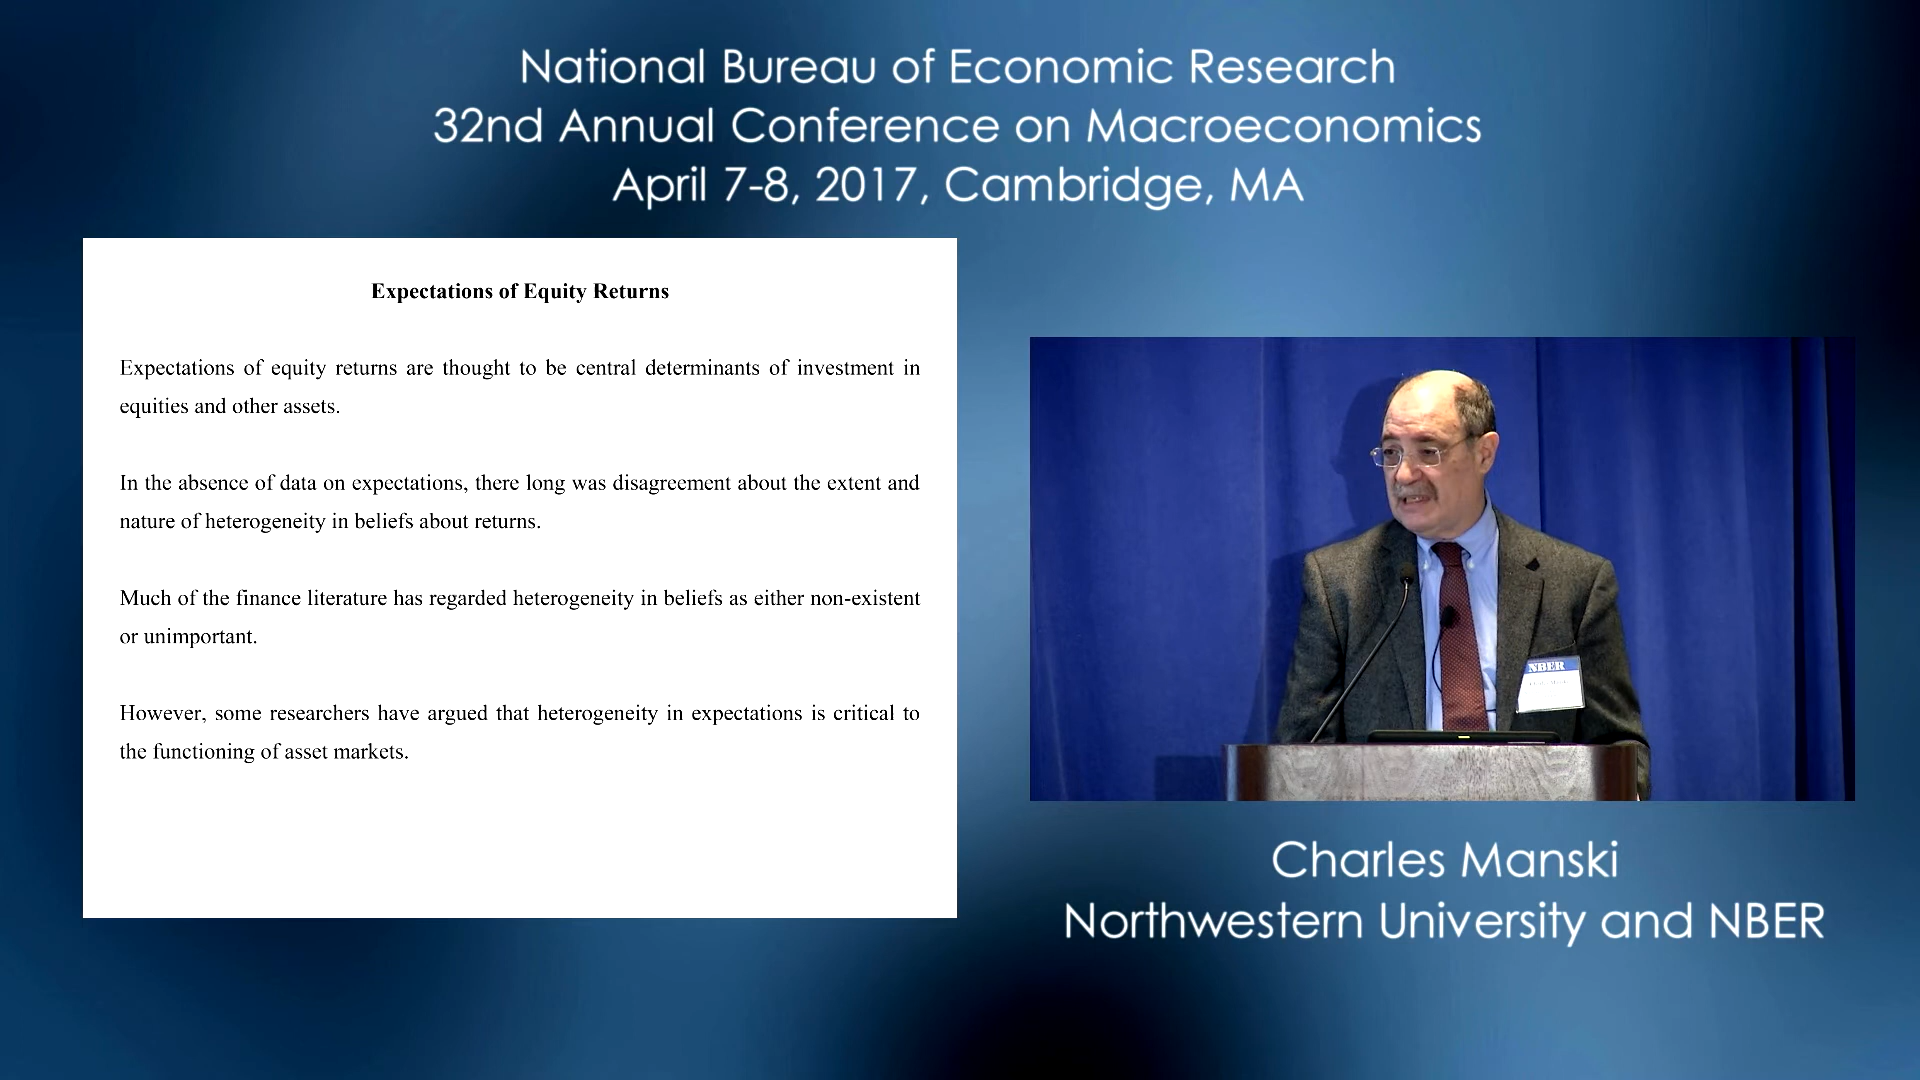 National Bureau of Economic Research
32nd Annual Conference on Macroeconomics
April 7-8, 2017, Cambridge, MA
Expectations of Equity Returns
Expectations of equity returns are thought to be central determinants of investment in
equities and other assets.
In the absence of data on expectations, there long was disagreement about the extent and
nature of heterogeneity in beliefs about returns.
Much of the finance literature has regarded heterogeneity in beliefs as either non-existent
or unimportant.
However, some researchers have argued that heterogeneity in expectations is critical to
the functioning of asset markets.
NBER
Charles Manski
Northwestern University and NBER